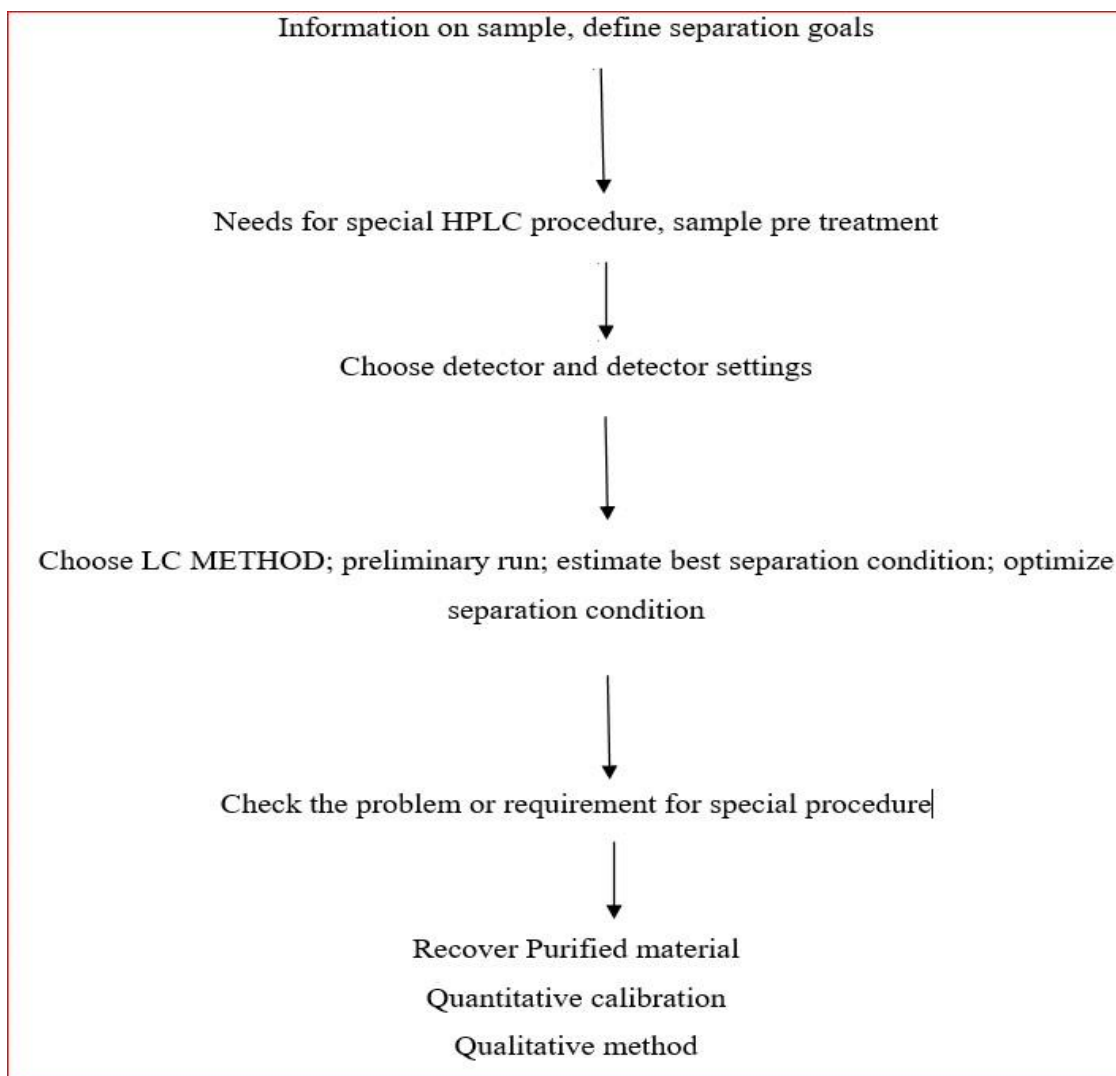 Information on sample, define separation goals
Needs for special HPLC procedure, sample pre treatment
Choose detector and detector settings
Choose LC METHOD; preliminary run; estimate best separation condition; optimize
separation condition
Check the problem or requirement for special procedure
Recover Purified material
Quantitative calibration
Qualitative method